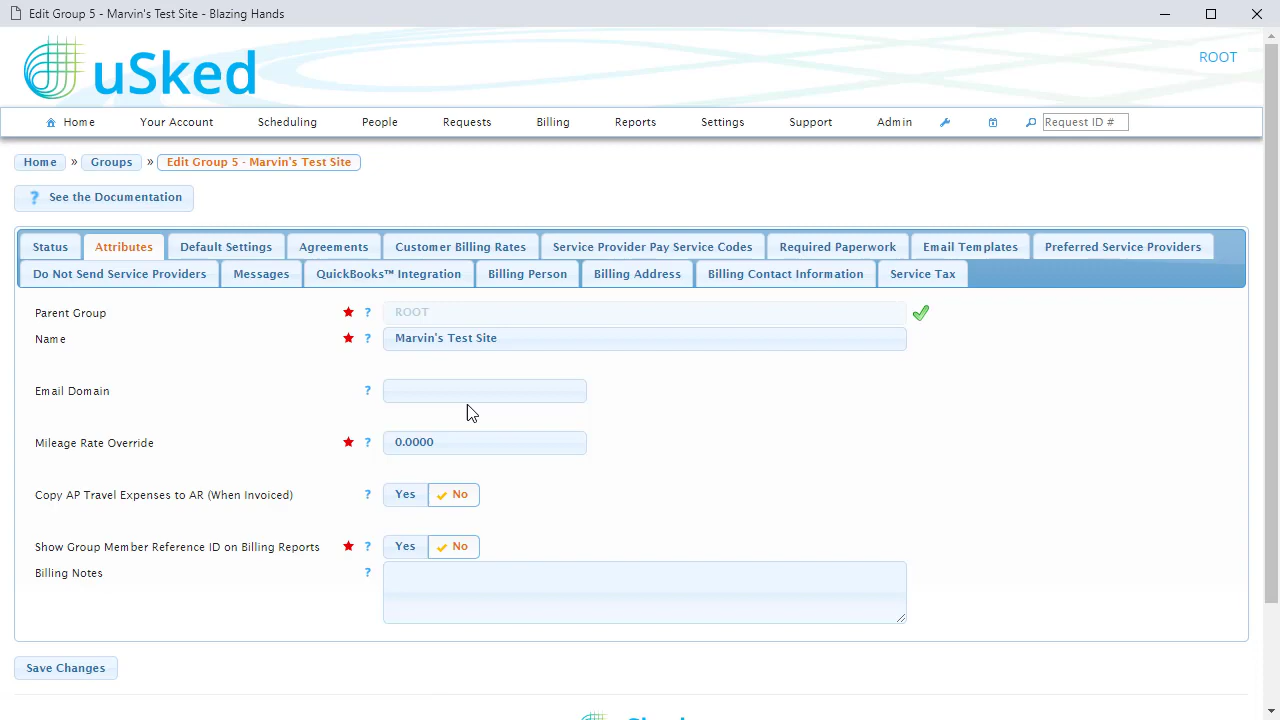 Edit Group 5 - Marvin's Test Site - Blazing Hands
uSked
ROOT
Home Your Account Scheduling People Requests Billing Reports Settings Support Admin Request ID #
Home » Groups » Edit Group 5 - Marvin's Test Site
? See the Documentation
Status Attributes Default Settings Agreements Customer Billing Rates Service Provider Pay Service Codes Required Paperwork Email Templates Preferred Service Providers
Do Not Send Service Providers Messages QuickBooks™ Integration Billing Person Billing Address Billing Contact Information Service Tax
Parent Group ? ROOT
Name ? Marvin's Test Site
Email Domain ?
Mileage Rate Override ? 0.0000
Copy AP Travel Expenses to AR (When Invoiced) ? Yes No
Show Group Member Reference ID on Billing Reports ? Yes No
Billing Notes ?
Save Changes